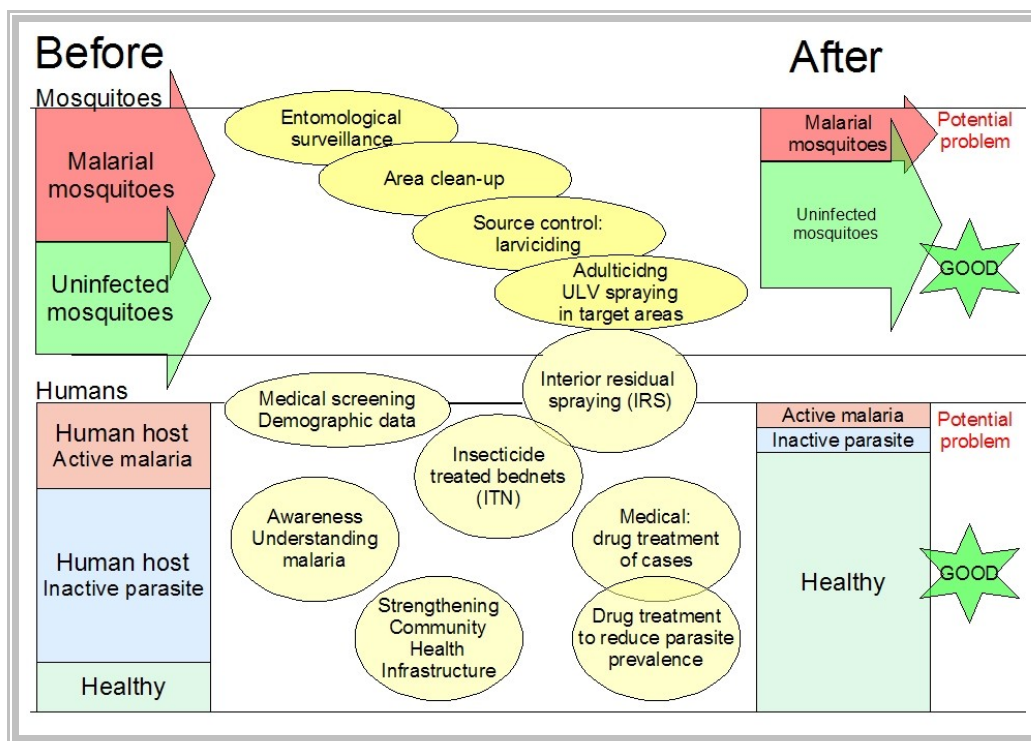 Before
After
Mosquitoes
Malarial
mosquitoes
Uninfected
mosquitoes
Entomological
surveillance
Area clean-up
Source control:
larviciding
Adulticidng
ULV spraying
in target areas
Malarial
mosquitoes
Potential
problem
Uninfected
mosquitoes
GOOD
Humans
Human host
Active malaria
Human host
Inactive parasite
Healthy
Medical screening
Demographic data
Interior residual
spraying (IRS)
Insecticide
treated bednets
(ITN)
Awareness
Understanding
malaria
Medical:
drug treatment
of cases
Strengthening
Community
Health
Infrastructure
Drug treatment
to reduce parasite
prevalence
Active malaria
Inactive parasite
Potential
problem
Healthy
GOOD